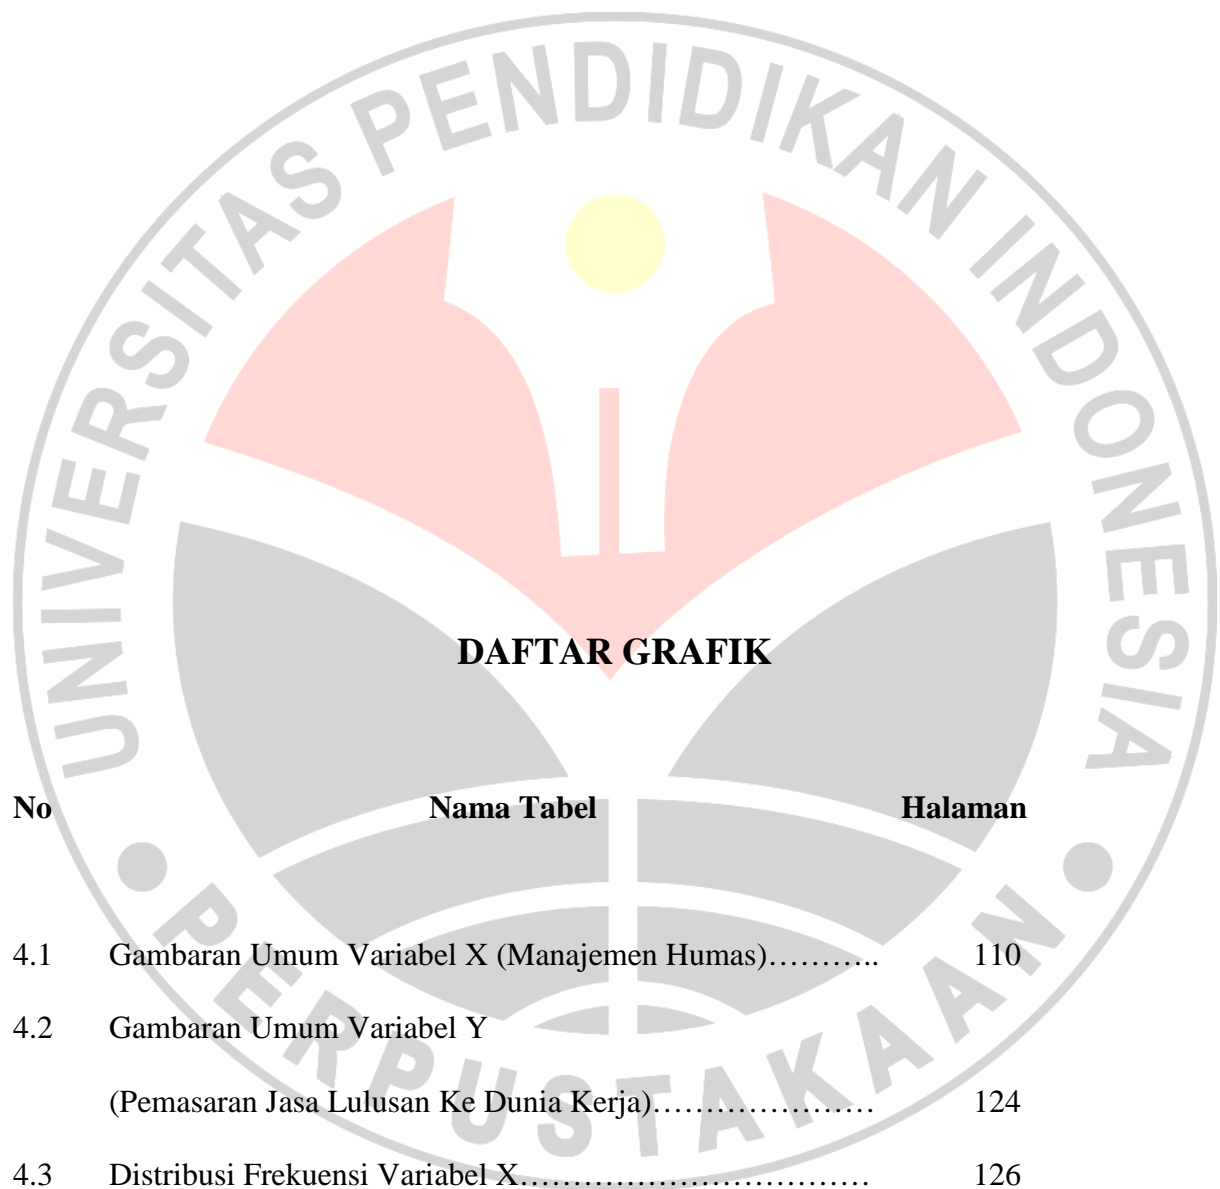 UNIVERSITAS PENDIDIKAN INDONESIA
PERPUSTAKAAN
DAFTAR GRAFIK
No Nama Tabel Halaman
4.1 Gambaran Umum Variabel X (Manajemen Humas)……….. 110
4.2 Gambaran Umum Variabel Y
(Pemasaran Jasa Lulusan Ke Dunia Kerja)………………… 124
4.3 Distribusi Frekuensi Variabel X…………………………… 126